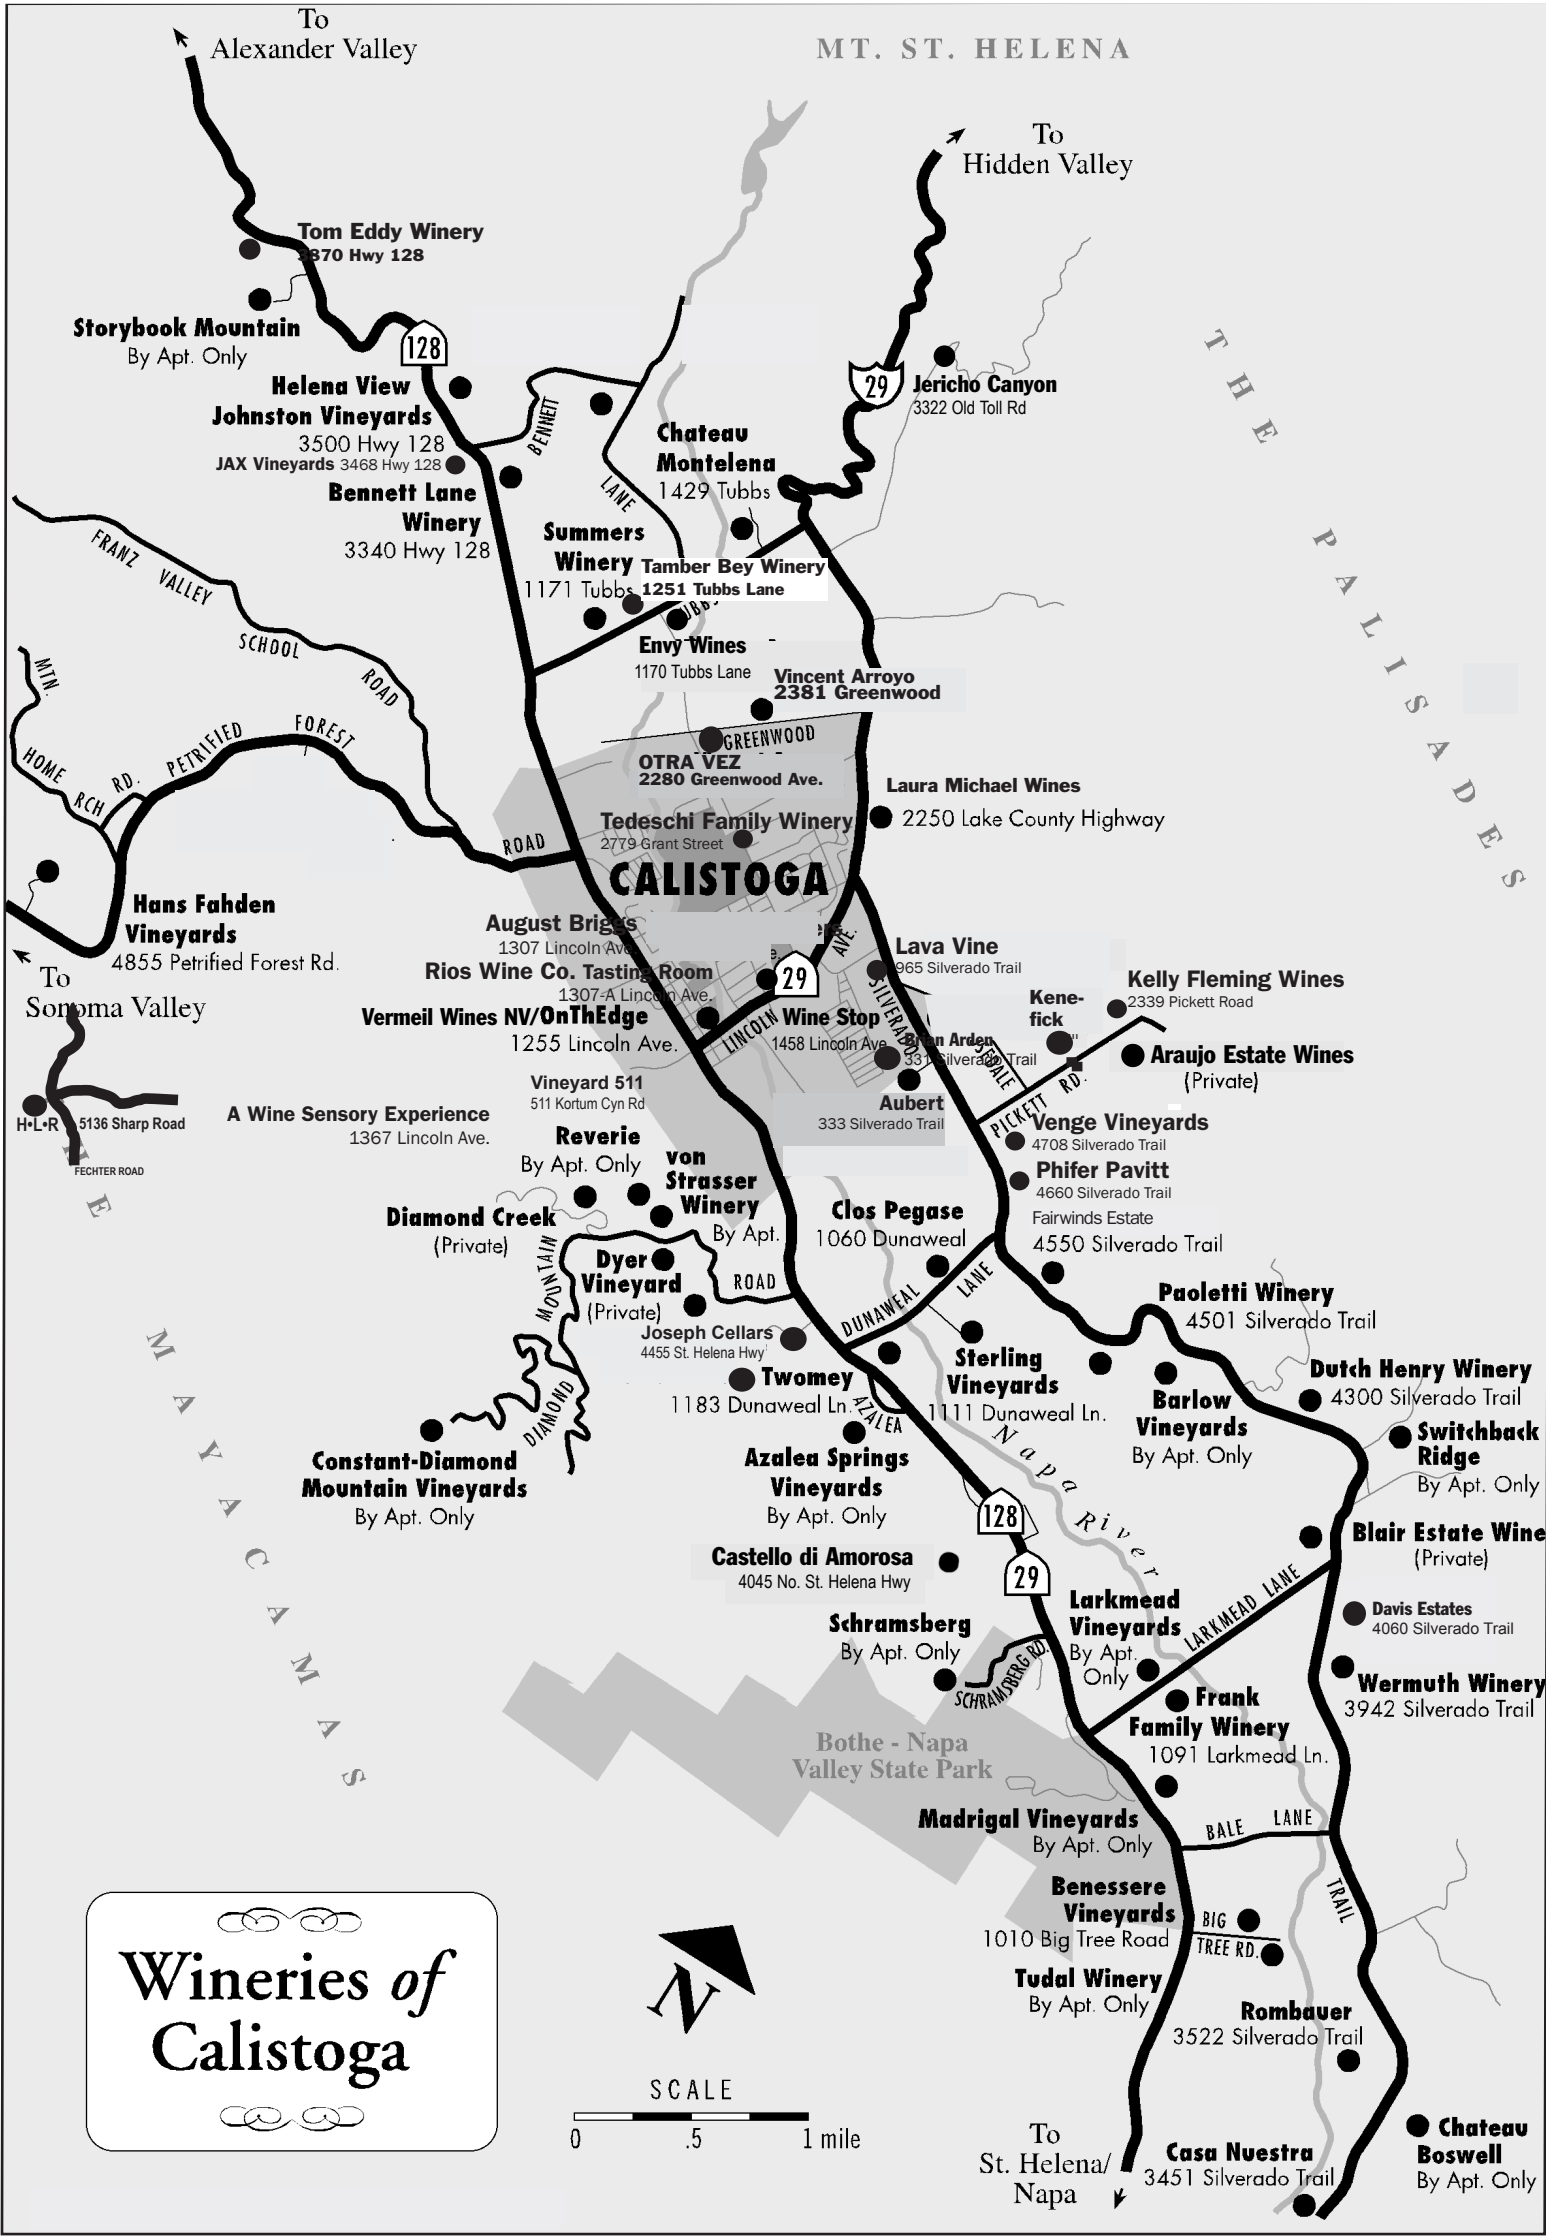 To
Alexander Valley
MT. ST. HELENA
To
Hidden Valley
Tom Eddy Winery
3870 Hwy 128
Storybook Mountain
By Apt. Only
128
Helena View
Johnston Vineyards
3500 Hwy 128
JAX Vineyards 3468 Hwy 128
Bennett Lane
Winery
3340 Hwy 128
BENNETT
LANE
29
Jericho Canyon
3322 Old Toll Rd
Chateau
Montelena
1429 Tubbs
Summers
Winery
1171 Tubbs
Tamber Bey Winery
1251 Tubbs Lane
Envy Wines
1170 Tubbs Lane
Vincent Arroyo
2381 Greenwood
GREENWOOD
OTRA VEZ
2280 Greenwood Ave.
THE PALISADES
FRANZ VALLEY
SCHOOL
ROAD
MTN.
HOME
RCH
RD.
PETRIFIED
FOREST
ROAD
Laura Michael Wines
2250 Lake County Highway
Tedeschi Family Winery
2779 Grant Street
CALISTOGA
Hans Fahden
Vineyards
4855 Petrified Forest Rd.
To
Sonoma Valley
August Briggs
1307 Lincoln Ave.
Rios Wine Co. Tasting Room
1307-A Lincoln Ave.
Vermeil Wines NV/OnThEdge
1255 Lincoln Ave.
29
AVE.
LINCOLN
Wine Stop
1458 Lincoln Ave
SILVERADO
Lava Vine
965 Silverado Trail
Kelly Fleming Wines
2339 Pickett Road
Kene-
fick
Brian Arden
331 Silverado Trail
Araujo Estate Wines
(Private)
PICKETT RD.
Aubert
333 Silverado Trail
Venge Vineyards
4708 Silverado Trail
Phifer Pavitt
4660 Silverado Trail
Fairwinds Estate
4550 Silverado Trail
H•L•R
5136 Sharp Road
FECHTER ROAD
A Wine Sensory Experience
1367 Lincoln Ave.
Vineyard 511
511 Kortum Cyn Rd
Reverie
By Apt. Only
von
Strasser
Winery
By Apt.
Diamond Creek
(Private)
Dyer
Vineyard
(Private)
MOUNTAIN
ROAD
DIAMOND
Joseph Cellars
4455 St. Helena Hwy
Twomey
1183 Dunaweal Ln.
Clos Pegase
1060 Dunaweal
DUNAWEAL
LANE
Sterling
Vineyards
1111 Dunaweal Ln.
AZALEA
Azalea Springs
Vineyards
By Apt. Only
Constant-Diamond
Mountain Vineyards
By Apt. Only
Paoletti Winery
4501 Silverado Trail
Barlow
Vineyards
By Apt. Only
Dutch Henry Winery
4300 Silverado Trail
Switchback
Ridge
By Apt. Only
Napa River
128
29
Castello di Amorosa
4045 No. St. Helena Hwy
Blair Estate Wine
(Private)
Davis Estates
4060 Silverado Trail
Wermuth Winery
3942 Silverado Trail
LARKMEAD LANE
Larkmead
Vineyards
By Apt.
Only
Schramsberg
By Apt. Only
SCHRAMSBERG RD.
Frank
Family Winery
1091 Larkmead Ln.
THE MAYACAMAS
Bothe - Napa
Valley State Park
Madrigal Vineyards
By Apt. Only
BALE LANE
TRAIL
Benessere
Vineyards
1010 Big Tree Road
BIG
TREE RD.
Tudal Winery
By Apt. Only
Rombauer
3522 Silverado Trail
Chateau
Boswell
By Apt. Only
Casa Nuestra
3451 Silverado Trail
To
St. Helena/
Napa
Wineries of
Calistoga
N
SCALE
0 .5 1 mile